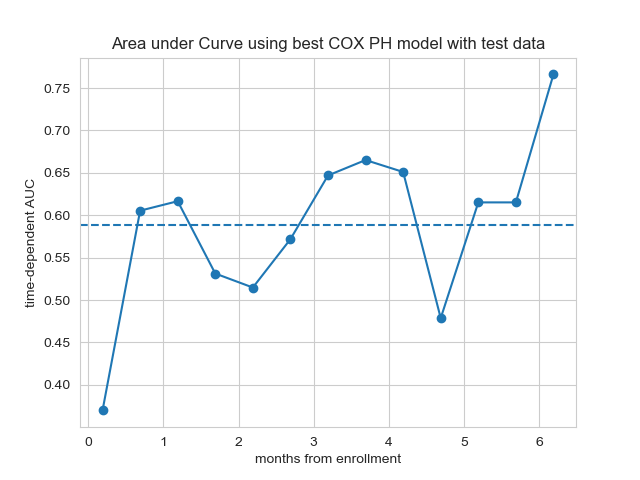 Area under Curve using best COX PH model with test data
time-dependent AUC
0.75
0.70
0.65
0.60
0.55
0.50
0.45
0.40
0 1 2 3 4 5 6
months from enrollment